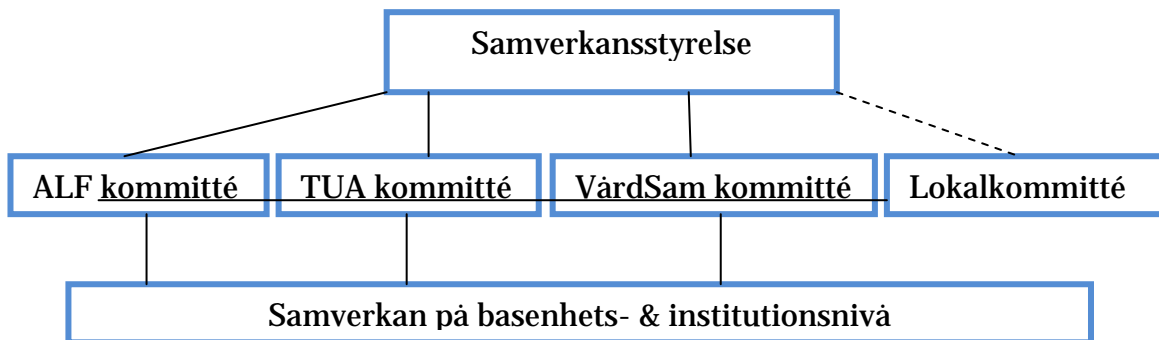 Samverkansstyrelse
ALF kommitté
TUA kommitté
VårdSam kommitté
Lokalkommitté
Samverkan på basenhets- & institutionsnivå